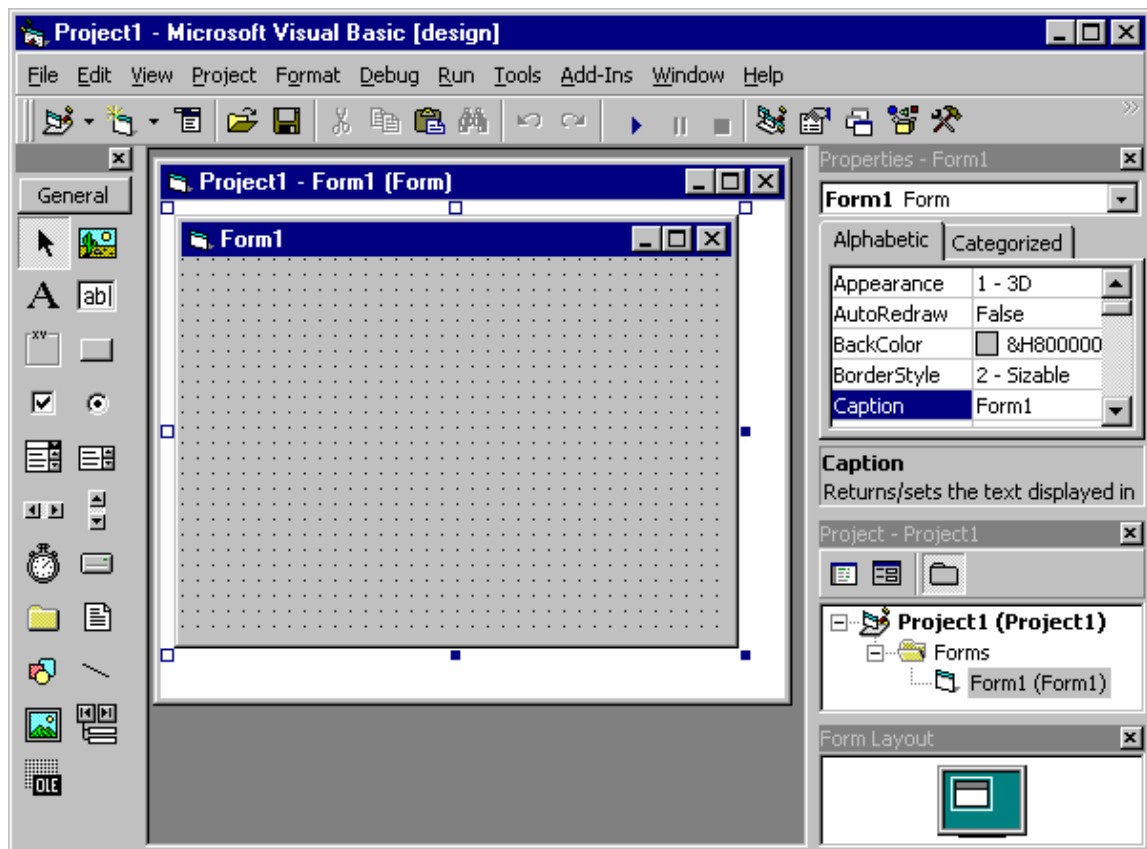 Project1 - Microsoft Visual Basic [design]
File Edit View Project Format Debug Run Tools Add-Ins Window Help
General
A
ab|
XY
OLE
Project1 - Form1 (Form)
Form1
Properties - Form1
Form1 Form
Alphabetic Categorized
Appearance 1 - 3D
AutoRedraw False
BackColor &H800000
BorderStyle 2 - Sizable
Caption Form1
Caption
Returns/sets the text displayed in
Project - Project1
Project1 (Project1)
Forms
Form1 (Form1)
Form Layout